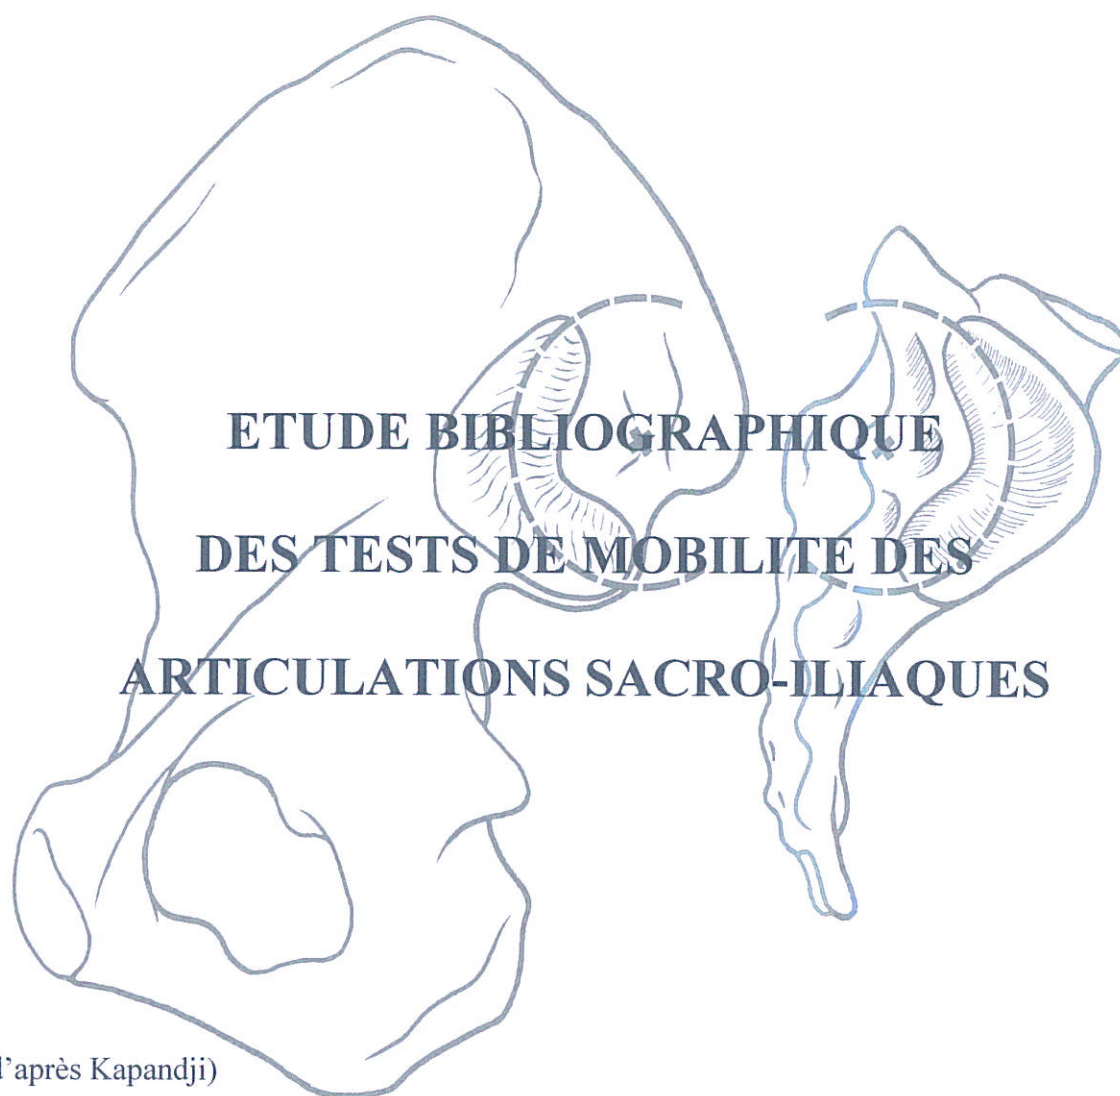 ETUDE BIBLIOGRAPHIQUE
DES TESTS DE MOBILITE DES
ARTICULATIONS SACRO-ILIAQUES
d’après Kapandji)